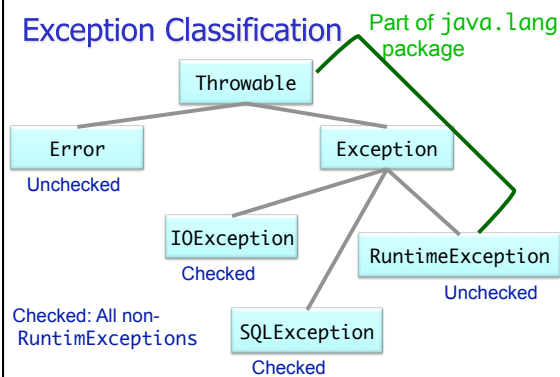 Exception Classification
Part of java.lang
package
Throwable
Error
Exception
Unchecked
IOException
RuntimeException
Checked
Unchecked
Checked: All non-
RuntimExceptions
SQLException
Checked